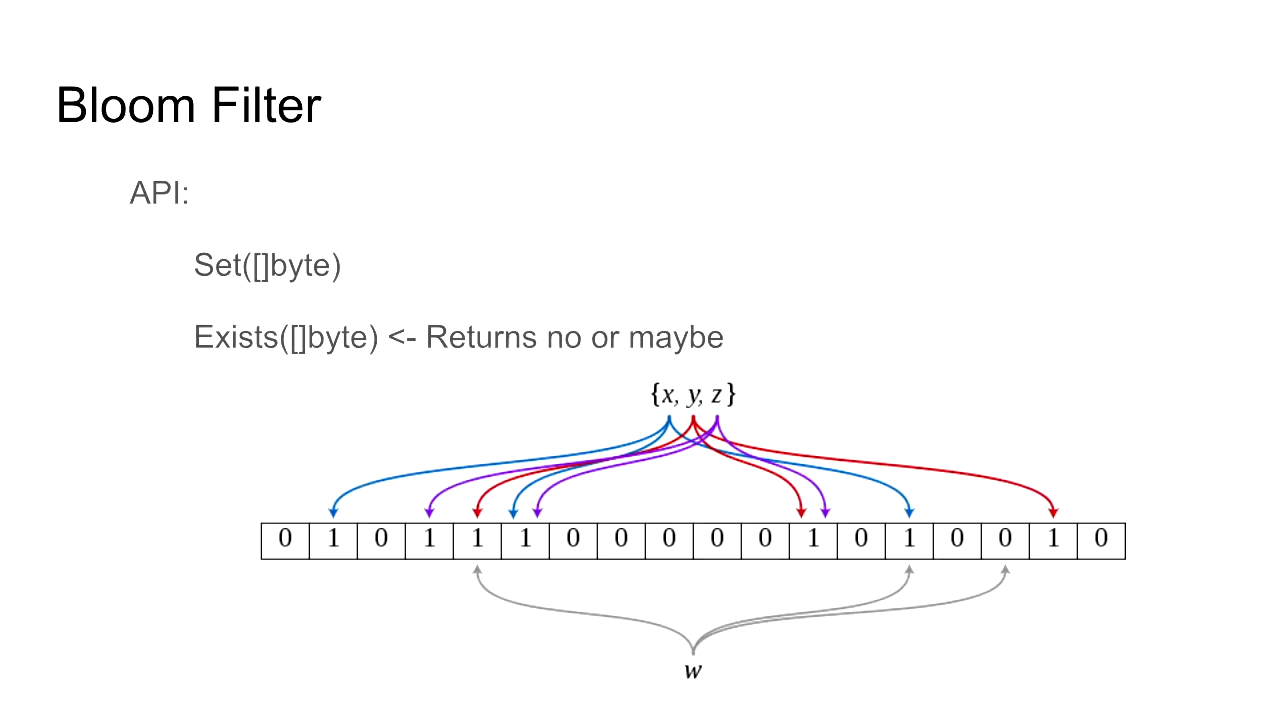 Bloom Filter
API:
Set([]byte)
Exists([]byte) <- Returns no or maybe
{x, y, z}
0 1 0 1 1 1 0 0 0 0 0 1 0 1 0 0 1 0
w